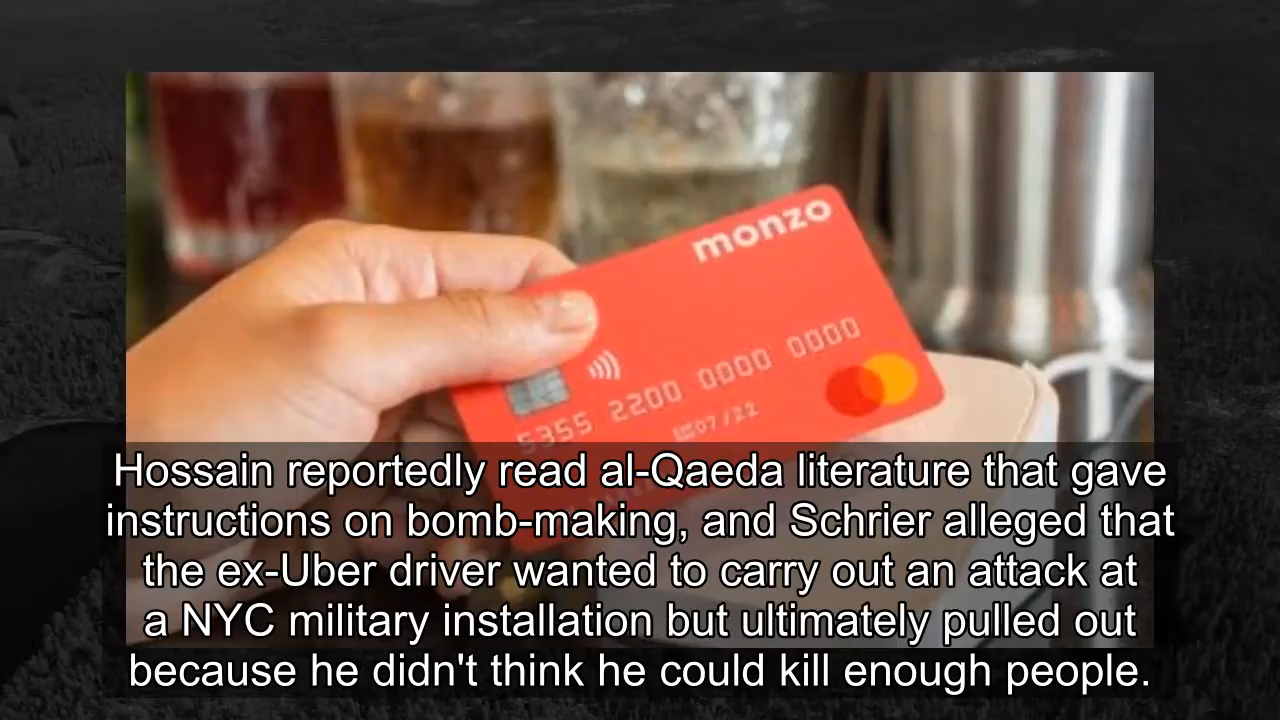 monzo
5355 2200 0000 0000
07/22
Hossain reportedly read al-Qaeda literature that gave
instructions on bomb-making, and Schrier alleged that
the ex-Uber driver wanted to carry out an attack at
a NYC military installation but ultimately pulled out
because he didn't think he could kill enough people.